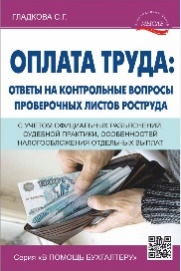 ГЛАДКОВА С.Г.
ОПЛАТА ТРУДА:
ОТВЕТЫ НА КОНТРОЛЬНЫЕ ВОПРОСЫ
ПРОВЕРОЧНЫХ ЛИСТОВ РОСТРУДА
С УЧЕТОМ ОФИЦИАЛЬНЫХ РАЗЪЯСНЕНИЙ,
СУДЕБНОЙ ПРАКТИКИ, ОСОБЕННОСТЕЙ
НАЛОГООБЛОЖЕНИЯ ОТДЕЛЬНЫХ ВЫПЛАТ
Серия «В ПОМОЩЬ БУХГАЛТЕРУ»